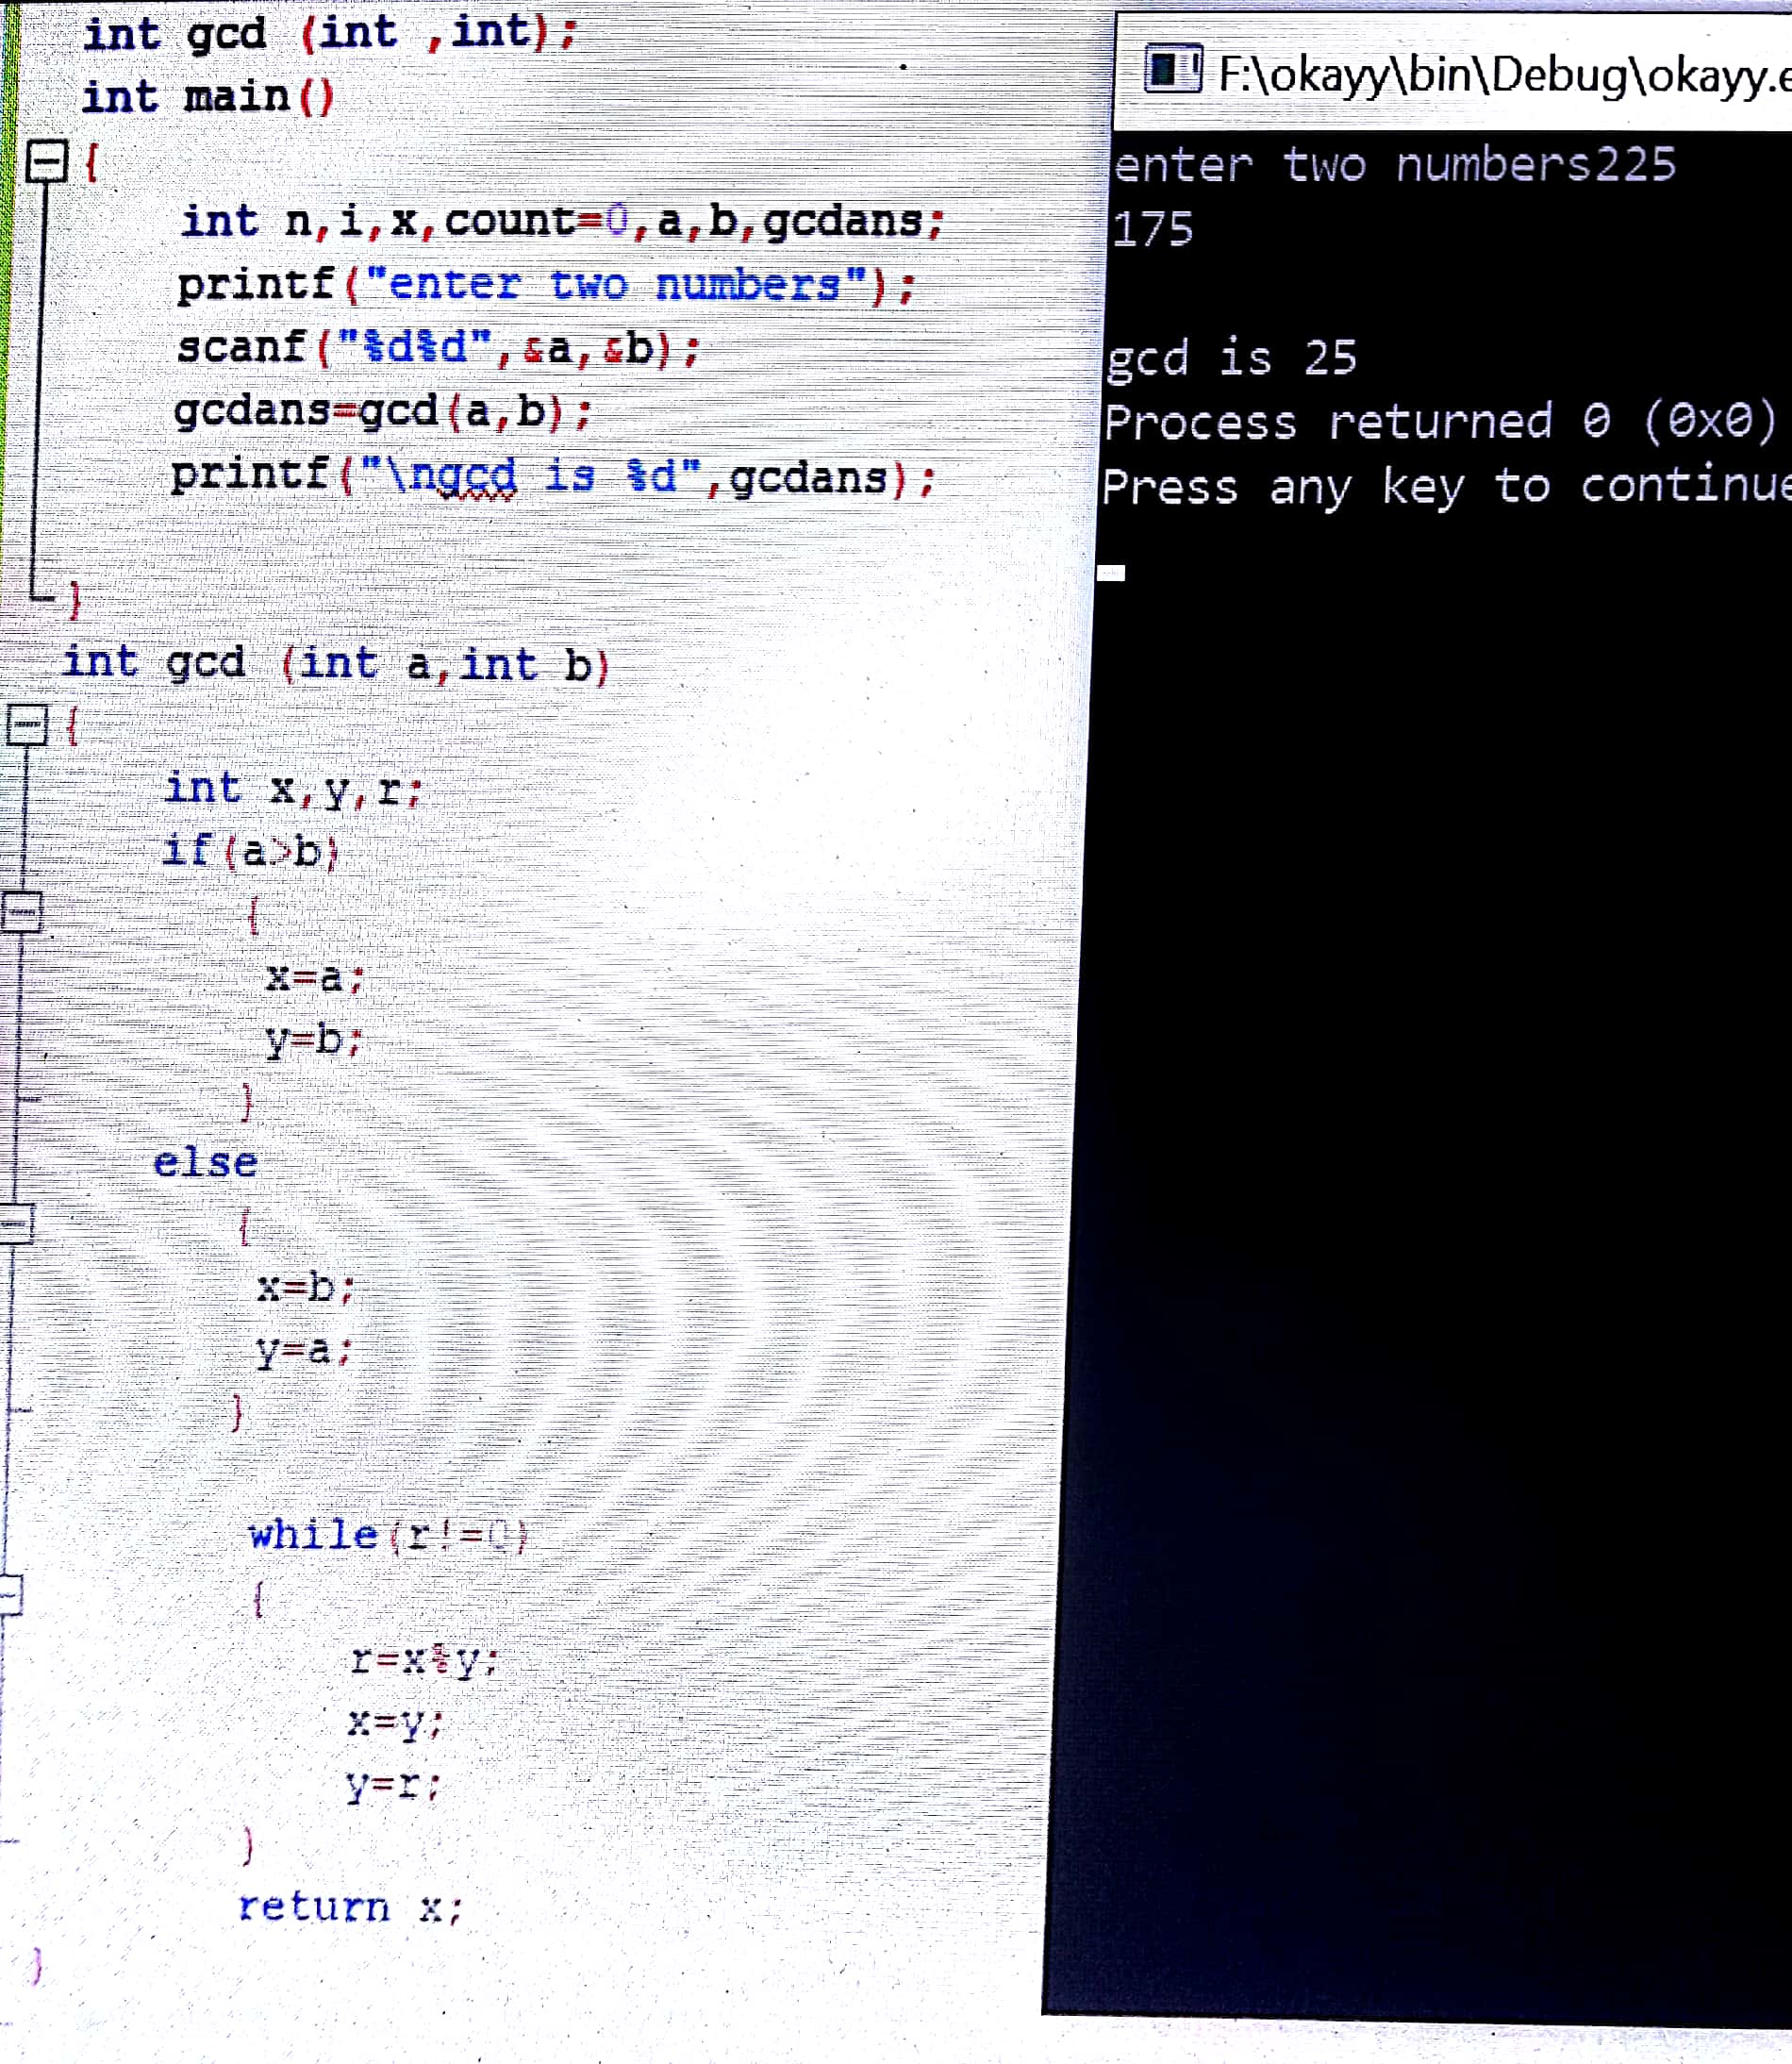 int gcd (int ,int);
int main()
{
int n,i,x,count=0,a,b,gcdans;
printf("enter two numbers");
scanf("%d%d",&a,&b);
gcdans=gcd(a,b);
printf("\ngcd is %d",gcdans);
}
int gcd (int a,int b)
{
int x,y,r;
if(a>b)
{
x=a;
y=b;
}
else
{
x=b;
y=a;
}
while(r!=0)
{
r=x%y;
x=y;
y=r;
}
return x;
}
F:\okayy\bin\Debug\okayy.e
enter two numbers225
175
gcd is 25
Process returned 0 (0x0)
Press any key to continue